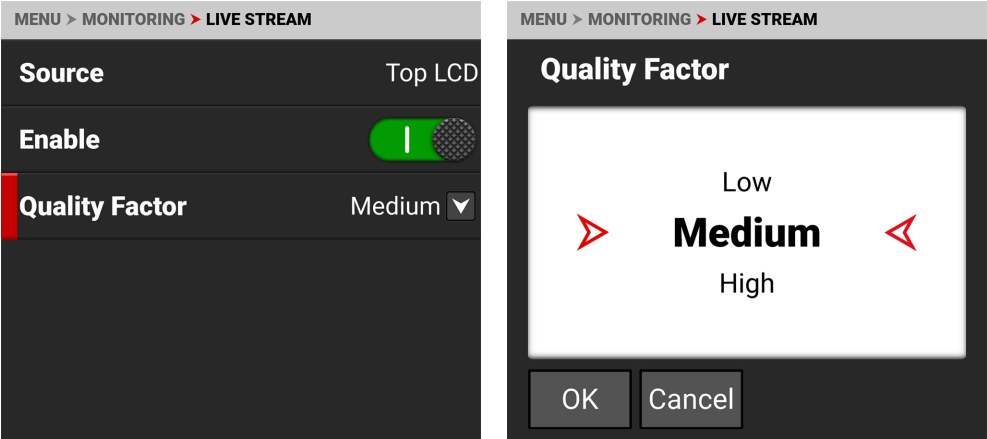 MENU > MONITORING > LIVE STREAM
Source Top LCD
Enable
Quality Factor Medium
MENU > MONITORING > LIVE STREAM
Quality Factor
Low
Medium
High
OK Cancel